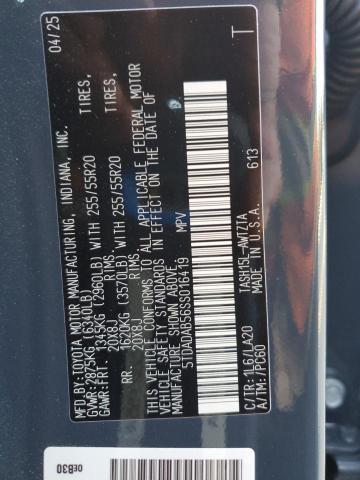 MFD.BY:TOYOTA MOTOR MANUFACTURING, INDIANA, INC. 04/25
GVWR:2875KG (6340LB)
GAWR:FRT. 1345KG (2960LB) WITH 255/55R20 TIRES,
20X8J RIMS,
RR. 1620KG (3570LB) WITH 255/55R20 TIRES,
20X8J RIMS,
THIS VEHICLE CONFORMS TO ALL APPLICABLE FEDERAL MOTOR
VEHICLE SAFETY STANDARDS IN EFFECT ON THE DATE OF
MANUFACTURE SHOWN ABOVE.
5TDADAB56SS016419 MPV
T
C/TR:1L6/LA20 TASH15L-AWTZTA
A/TM:/PC60 MADE IN U.S.A. 613
0EB30